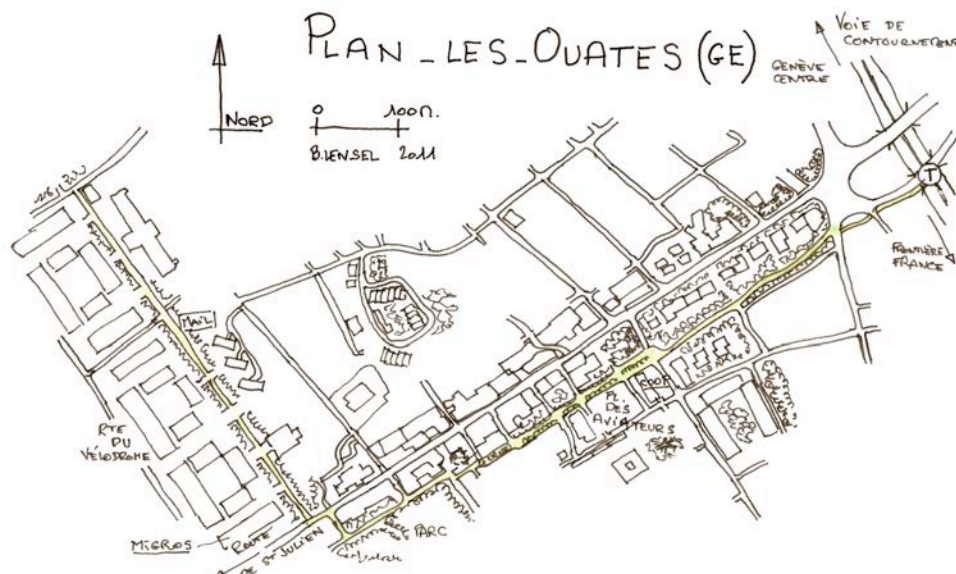 PLAN_LES_OUATES (GE)
VOIE DE
CONTOURNEMENT
GENÈVE
CENTRE
NORD
0 100M.
B.IENSEL 2011
T
FRONTIÈRE
FRANCE
MAIL
COOP
PL.
DES
AVIATEURS
RTE
DU
VÉLODROME
PARC
MIGROS
ROUTE
DE ST JULIEN